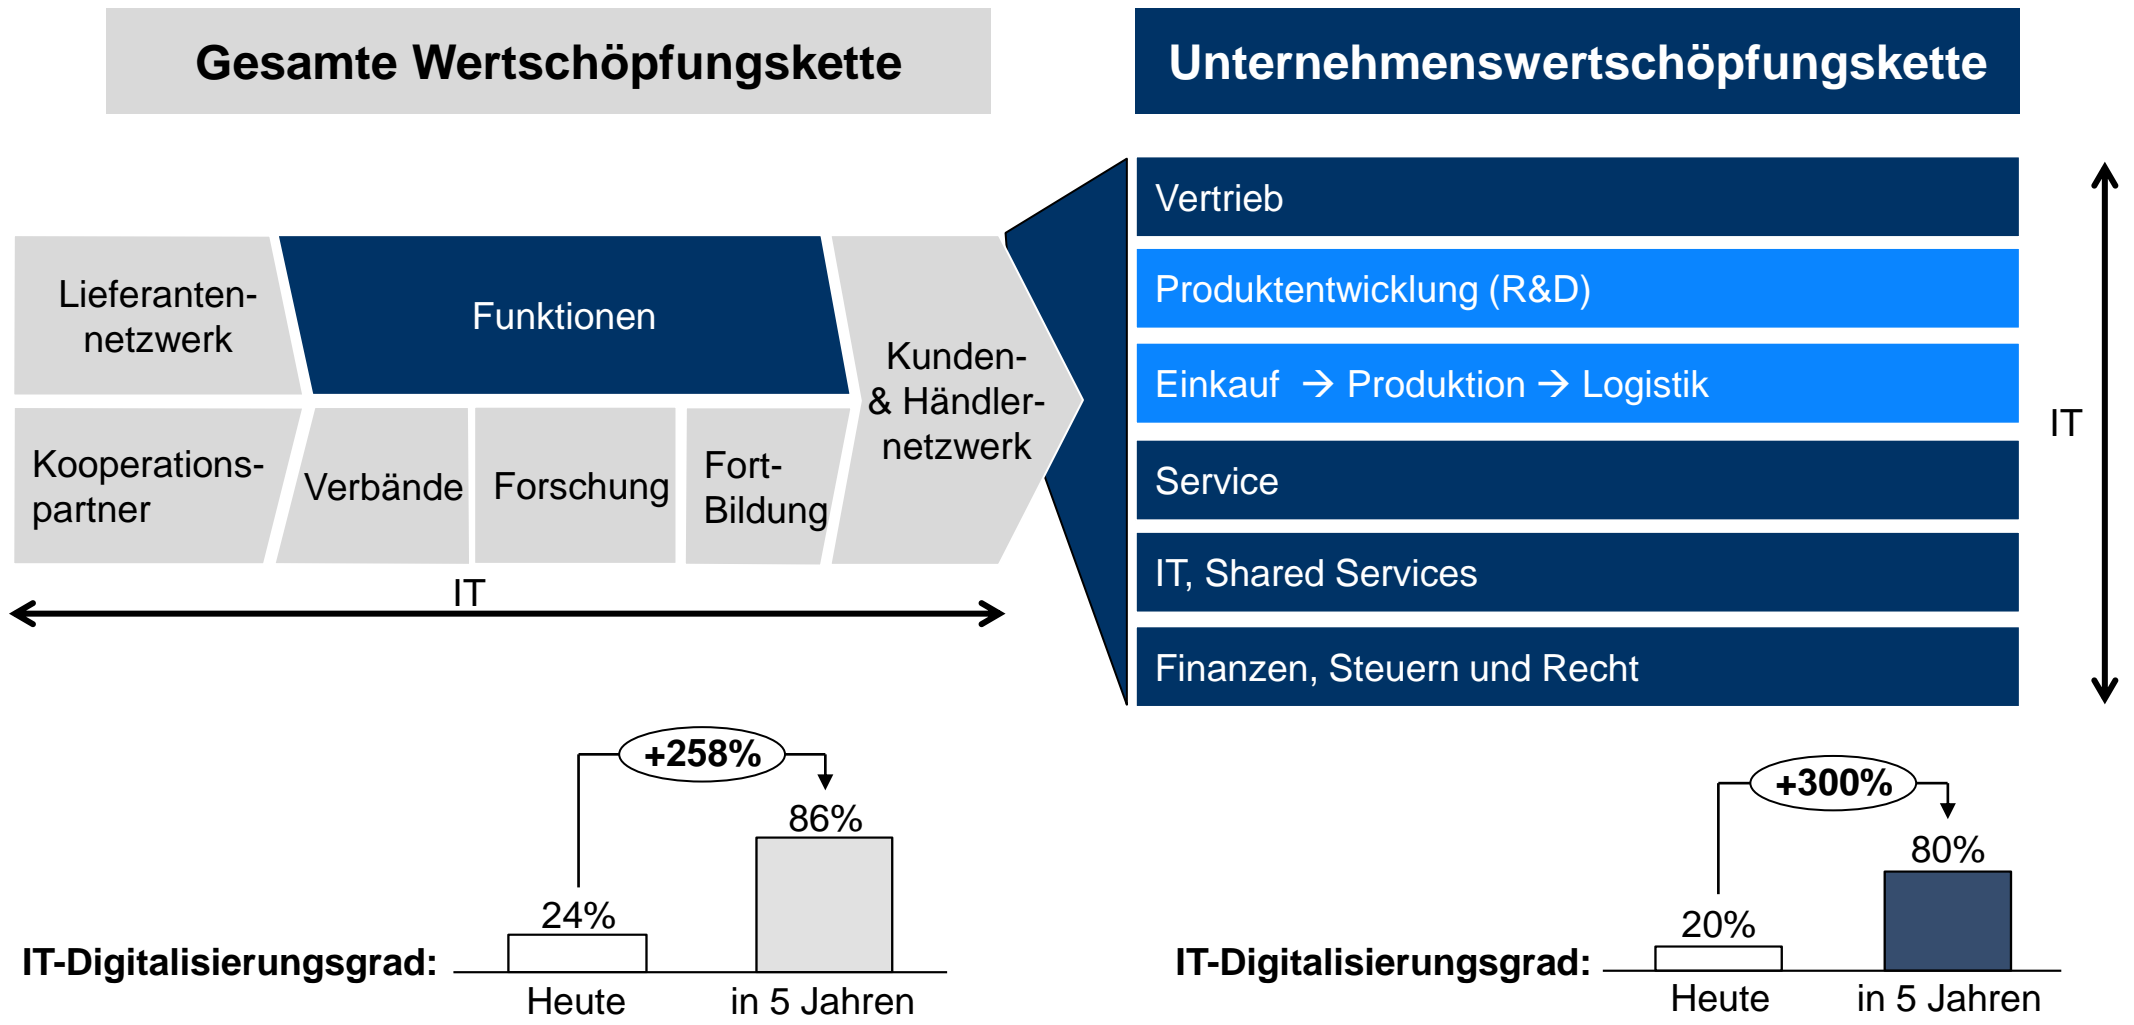 Gesamte Wertschöpfungskette
Unternehmenswertschöpfungskette
Lieferanten-
netzwerk
Funktionen
Kunden-
& Händler-
netzwerk
Kooperations-
partner
Verbände
Forschung
Fort-
Bildung
IT
Vertrieb
Produktentwicklung (R&D)
Einkauf → Produktion → Logistik
Service
IT, Shared Services
Finanzen, Steuern und Recht
IT
+258%
86%
24%
IT-Digitalisierungsgrad:
Heute
in 5 Jahren
+300%
80%
20%
IT-Digitalisierungsgrad:
Heute
in 5 Jahren